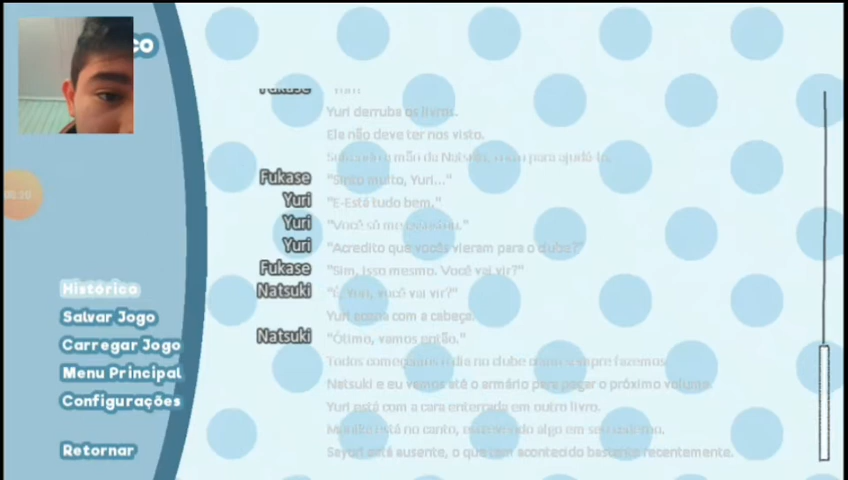 co
Fukase "Yuri!"
Yuri derruba os livros.
Ela não deve ter nos visto.
Soltando a mão da Natsuki, para ajudá-la.
Fukase "Sinto muito, Yuri..."
Yuri "E-Está tudo bem."
Yuri "Você só me assustou."
Yuri "Acredito que vocês vieram para o clube?"
Fukase "Sim, isso mesmo. Você vai vir?"
Natsuki "É, Yuri, você vai vir?"
Yuri acena com a cabeça.
Natsuki "Ótimo, vamos então."
Todos começamos o dia no clube como sempre fazemos.
Natsuki e eu vamos até o armário para pegar o próximo volume.
Yuri está com a cara enterrada em outro livro.
Monika está no canto, escrevendo algo em seu caderno.
Sayori está ausente, o que tem acontecido bastante recentemente.
Histórico
Salvar Jogo
Carregar Jogo
Menu Principal
Configurações
Retornar